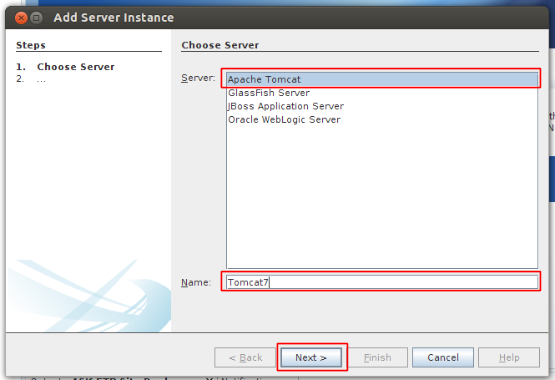 Add Server Instance
Steps
1. Choose Server
2. ...
Choose Server
Server:
Apache Tomcat
GlassFish Server
JBoss Application Server
Oracle WebLogic Server
Name: Tomcat7
< Back
Next >
Finish
Cancel
Help